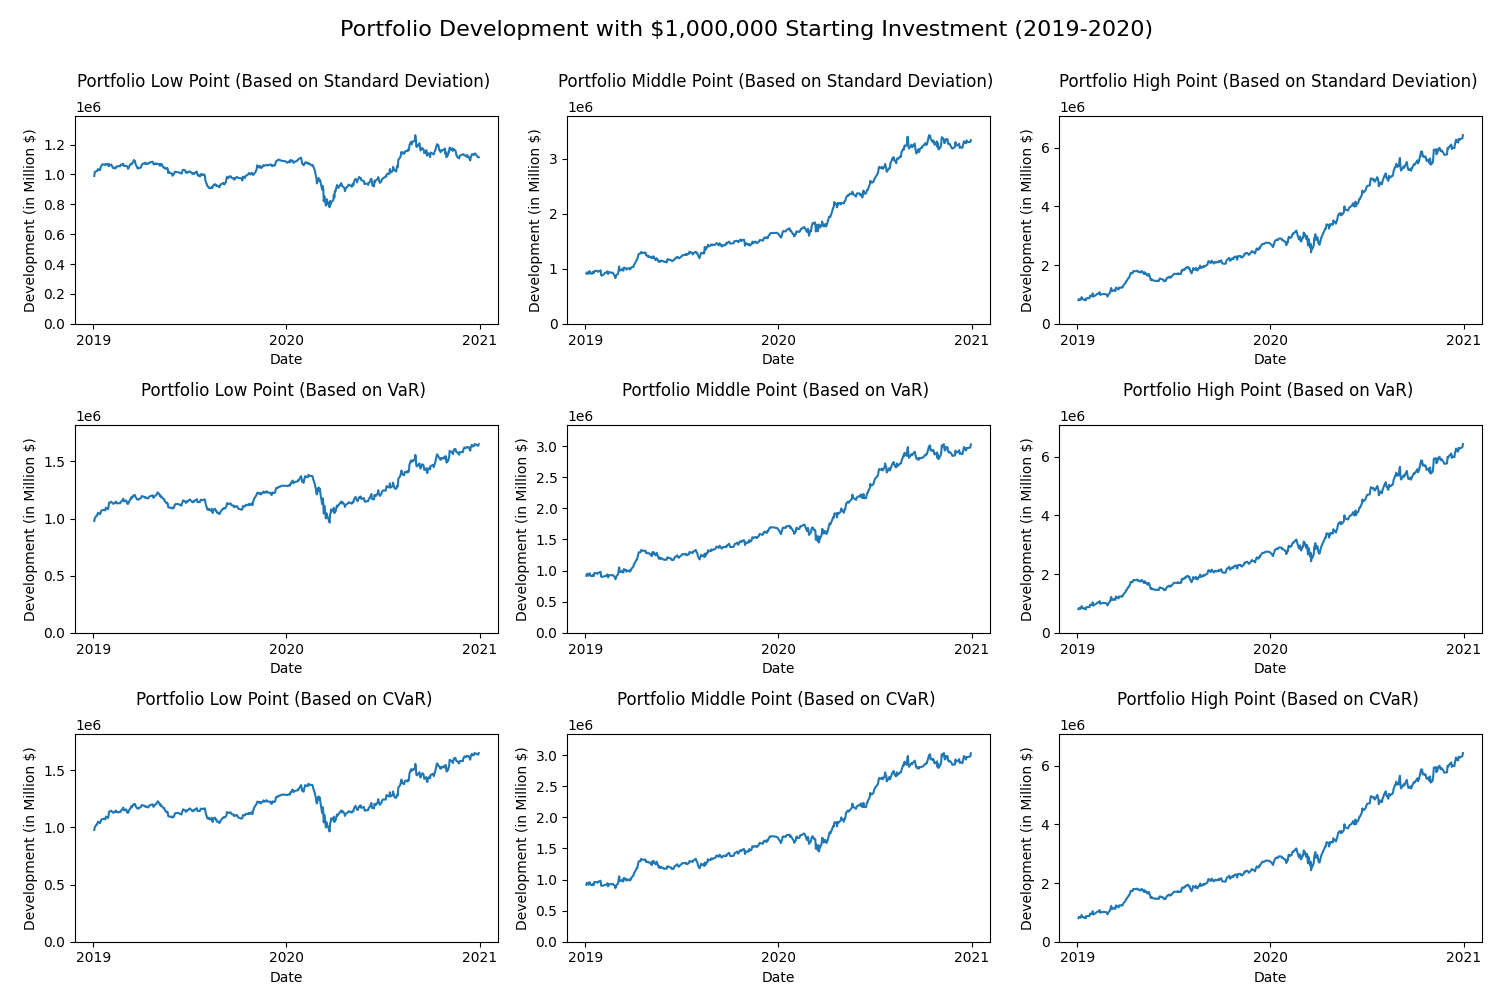 Portfolio Development with $1,000,000 Starting Investment (2019-2020)
Portfolio Low Point (Based on Standard Deviation)
1e6
Development (in Million $)
1.2
1.0
0.8
0.6
0.4
0.2
0.0
2019 2020 2021
Date
Portfolio Middle Point (Based on Standard Deviation)
1e6
Development (in Million $)
3
2
1
0
2019 2020 2021
Date
Portfolio High Point (Based on Standard Deviation)
1e6
Development (in Million $)
6
4
2
0
2019 2020 2021
Date
Portfolio Low Point (Based on VaR)
1e6
Development (in Million $)
1.5
1.0
0.5
0.0
2019 2020 2021
Date
Portfolio Middle Point (Based on VaR)
1e6
Development (in Million $)
3.0
2.5
2.0
1.5
1.0
0.5
0.0
2019 2020 2021
Date
Portfolio High Point (Based on VaR)
1e6
Development (in Million $)
6
4
2
0
2019 2020 2021
Date
Portfolio Low Point (Based on CVaR)
1e6
Development (in Million $)
1.5
1.0
0.5
0.0
2019 2020 2021
Date
Portfolio Middle Point (Based on CVaR)
1e6
Development (in Million $)
3.0
2.5
2.0
1.5
1.0
0.5
0.0
2019 2020 2021
Date
Portfolio High Point (Based on CVaR)
1e6
Development (in Million $)
6
4
2
0
2019 2020 2021
Date